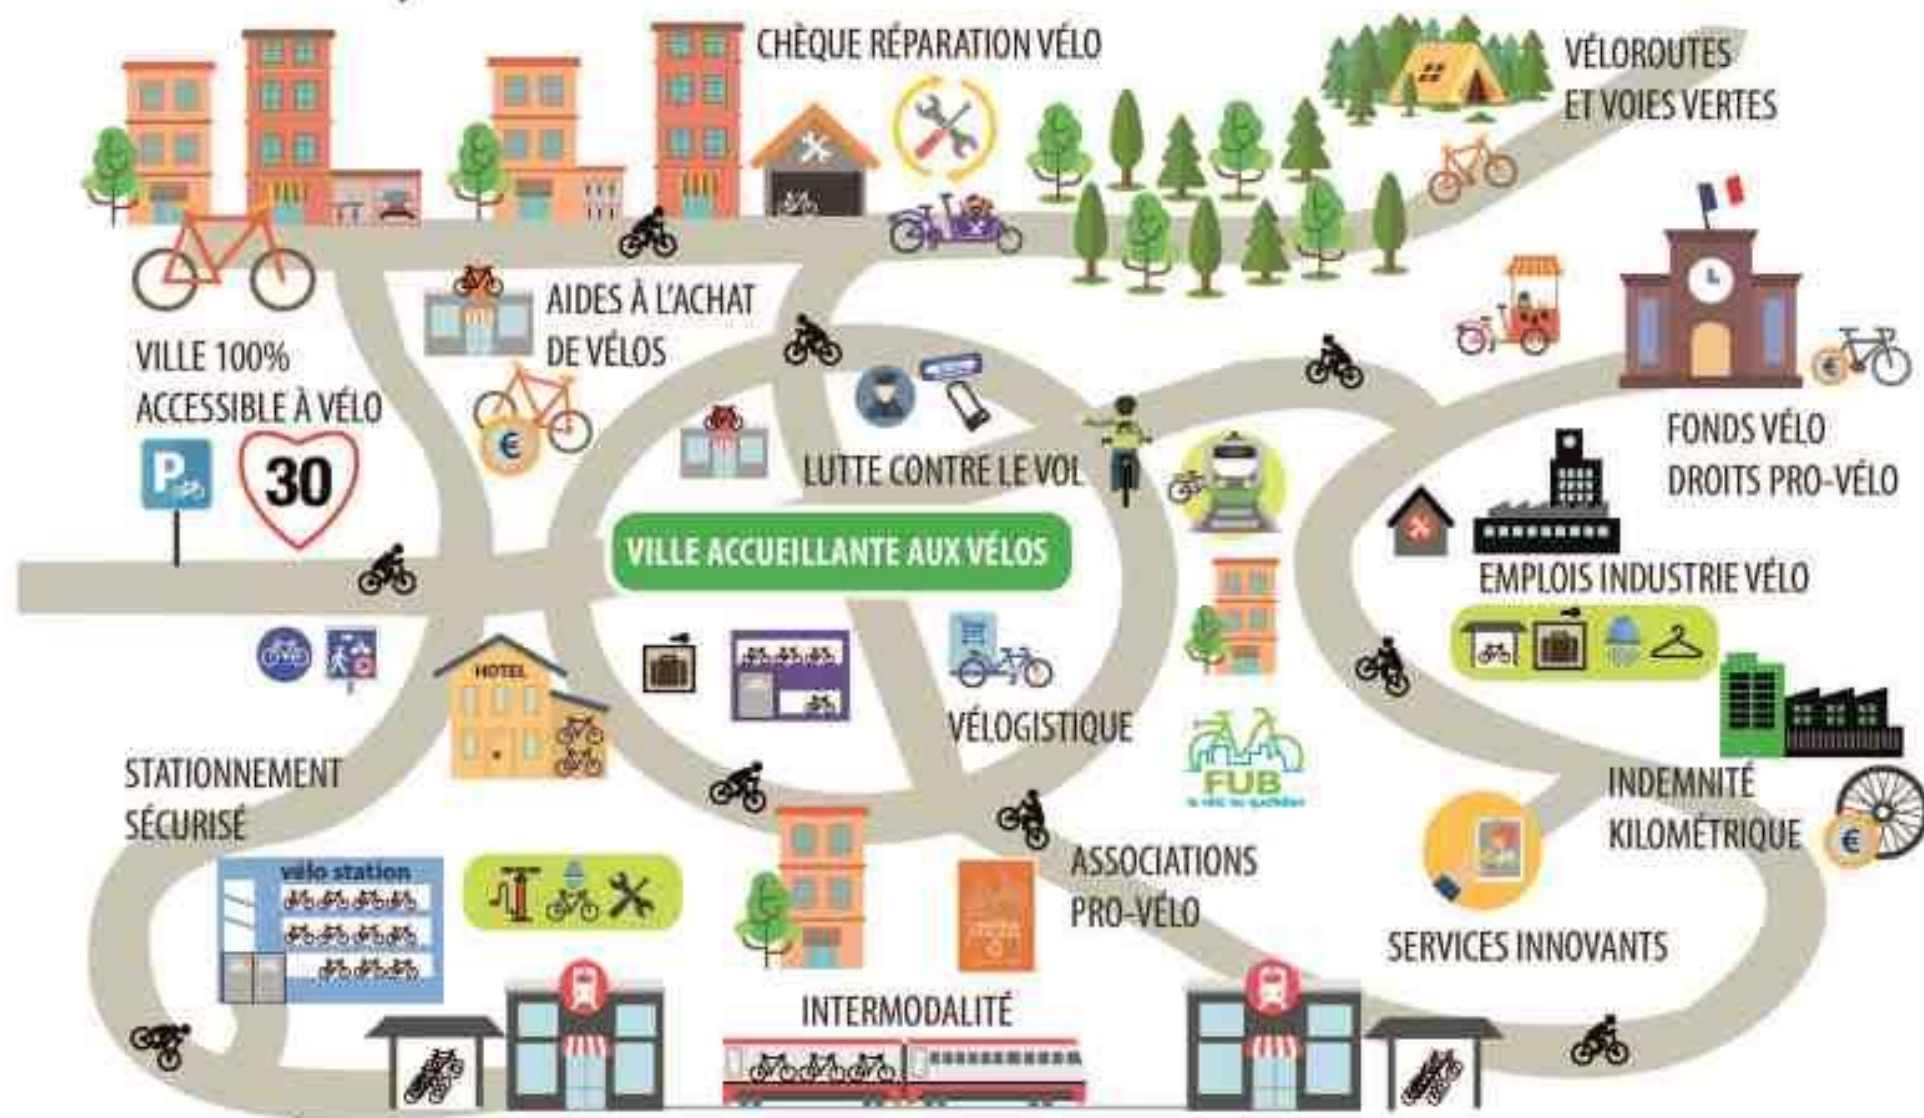 CHÈQUE RÉPARATION VÉLO
VÉLOROUTES
ET VOIES VERTES
AIDES À L'ACHAT
DE VÉLOS
VILLE 100%
ACCESSIBLE À VÉLO
P
30
LUTTE CONTRE LE VOL
FONDS VÉLO
DROITS PRO-VÉLO
€
€
VILLE ACCUEILLANTE AUX VÉLOS
EMPLOIS INDUSTRIE VÉLO
HOTEL
VÉLOGISTIQUE
FUB
STATIONNEMENT
SÉCURISÉ
INDEMNITÉ
KILOMÉTRIQUE
€
vélo station
ASSOCIATIONS
PRO-VÉLO
SERVICES INNOVANTS
INTERMODALITÉ